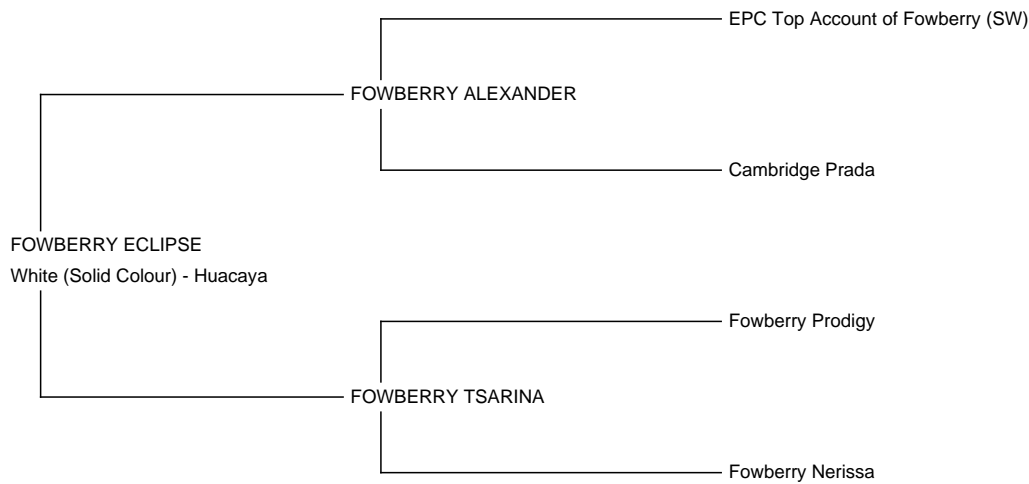 EPC Top Account of Fowberry (SW)
FOWBERRY ALEXANDER
Cambridge Prada
FOWBERRY ECLIPSE
White (Solid Colour) - Huacaya
Fowberry Prodigy
FOWBERRY TSARINA
Fowberry Nerissa